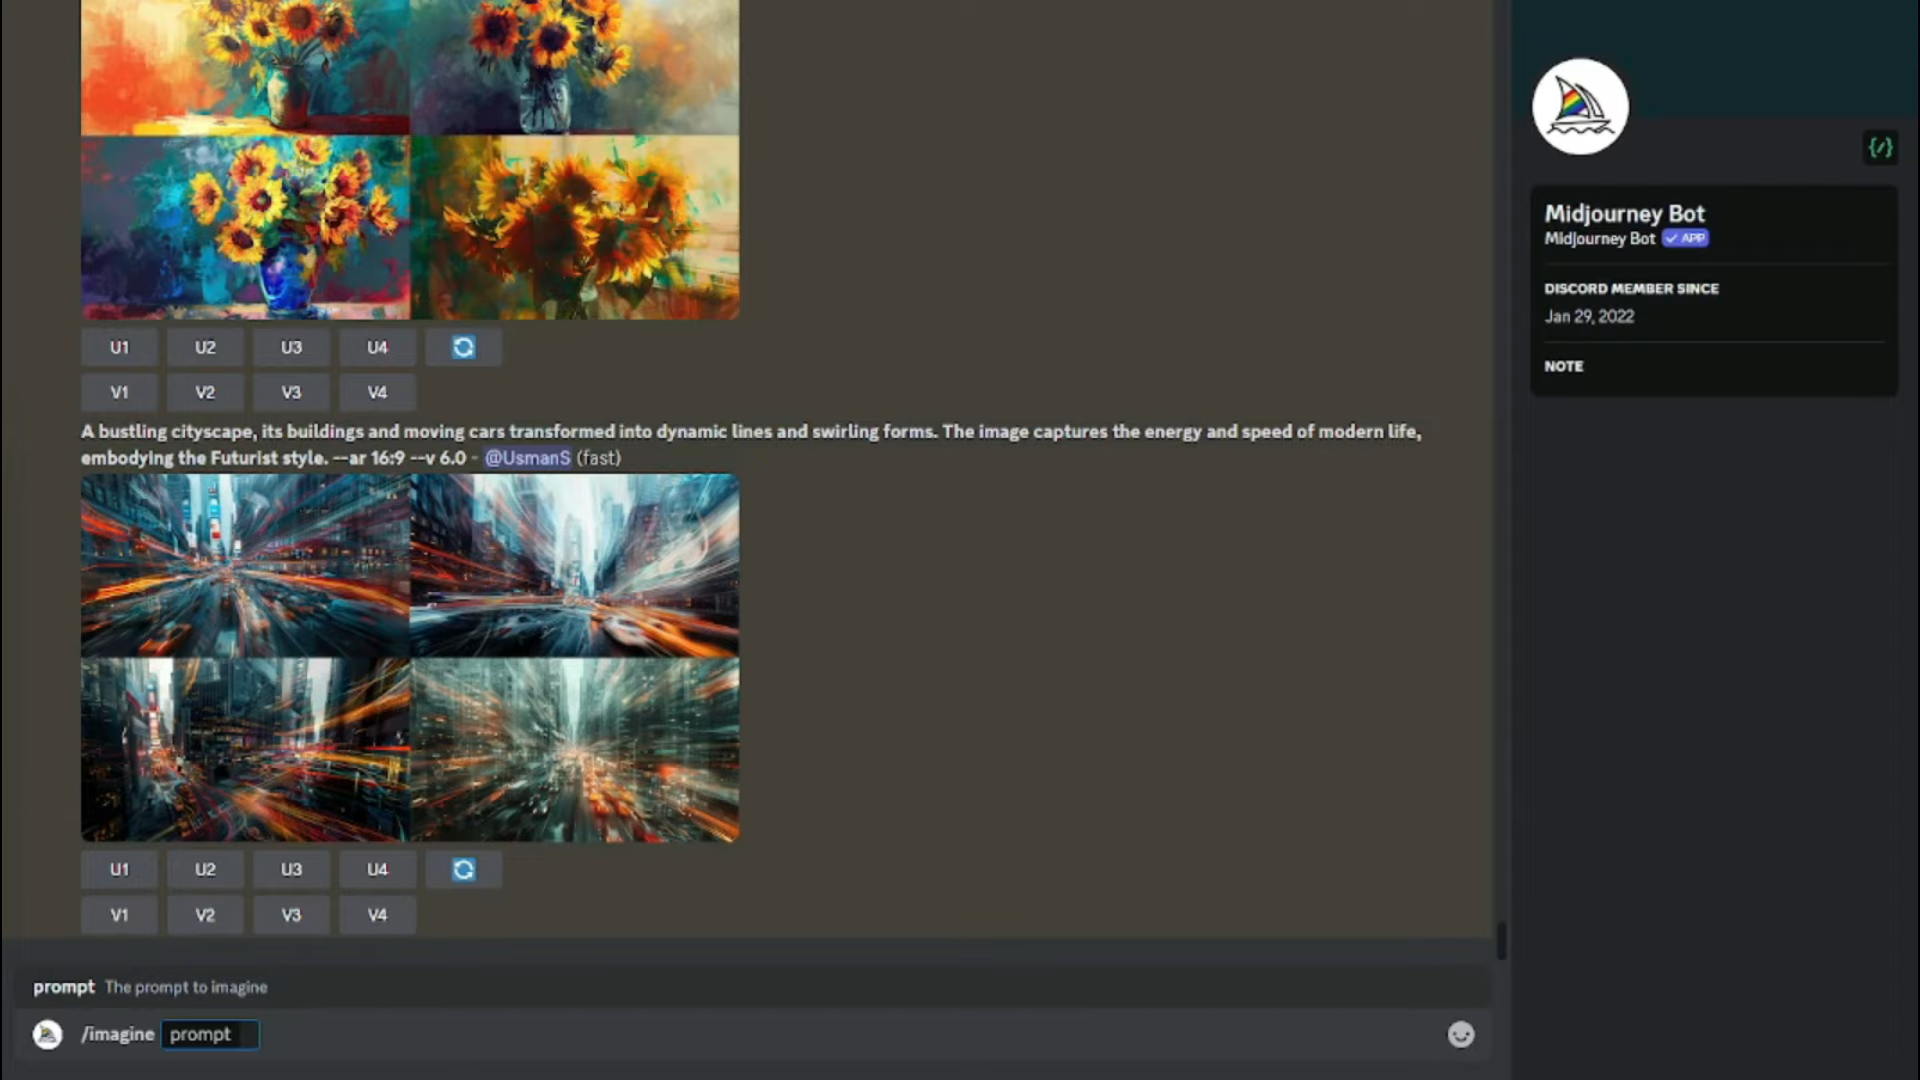 U1 U2 U3 U4
V1 V2 V3 V4
A bustling cityscape, its buildings and moving cars transformed into dynamic lines and swirling forms. The image captures the energy and speed of modern life,
embodying the Futurist style. --ar 16:9 --v 6.0 - @UsmanS (fast)
U1 U2 U3 U4
V1 V2 V3 V4
prompt The prompt to imagine
/imagine prompt
{/}
Midjourney Bot
Midjourney Bot ✓ APP
DISCORD MEMBER SINCE
Jan 29, 2022
NOTE